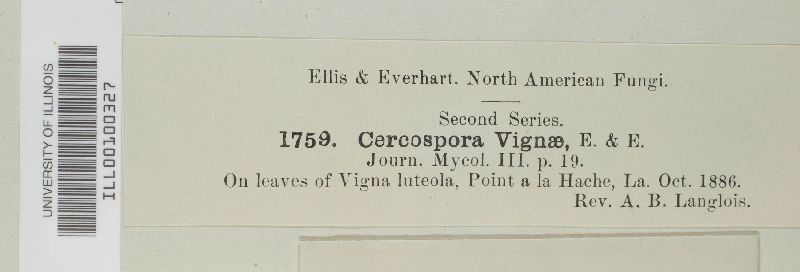 UNIVERSITY OF ILLINOIS
ILL00100327
Ellis & Everhart. North American Fungi.
Second Series.
1759. Cercospora Vignæ, E. & E.
Journ. Mycol. III. p. 19.
On leaves of Vigna luteola, Point a la Hache, La. Oct. 1886.
Rev. A. B. Langlois.